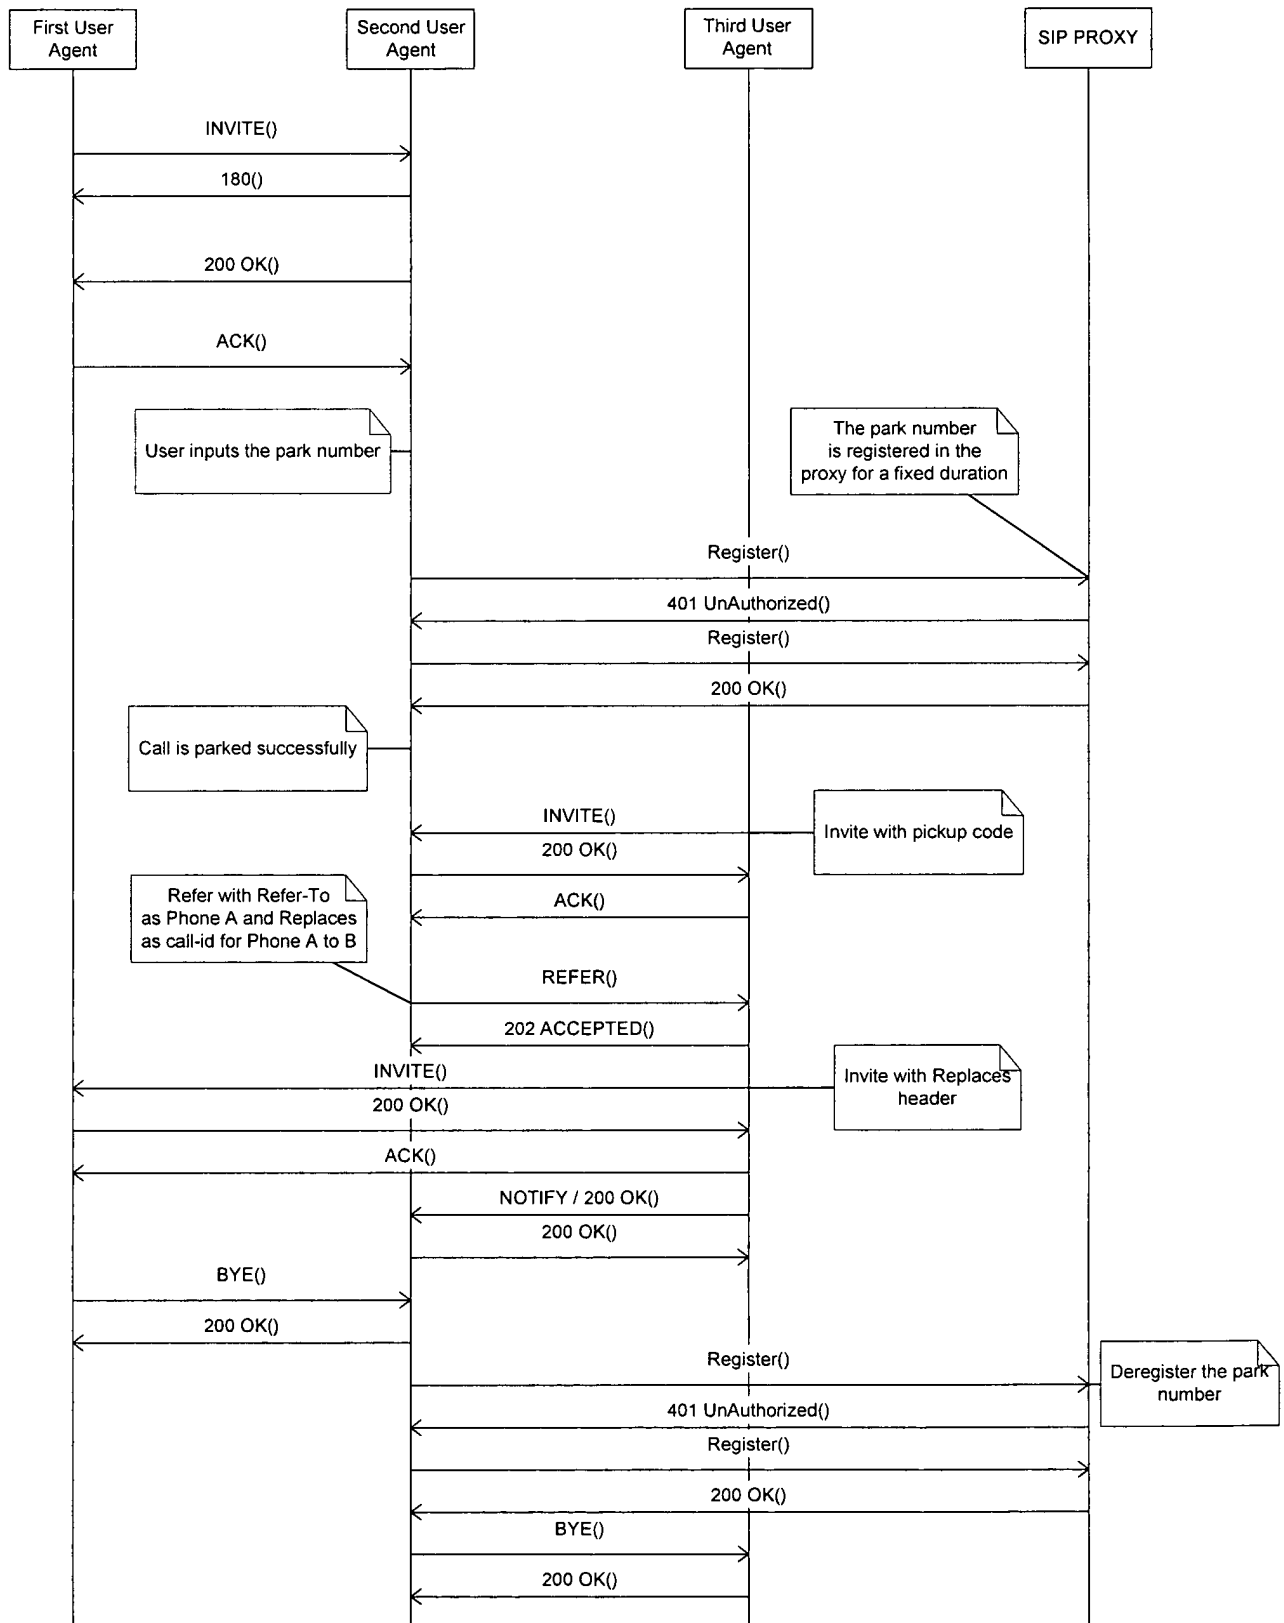 First User
Agent
Second User
Agent
Third User
Agent
SIP PROXY
INVITE()
180()
200 OK()
ACK()
User inputs the park number
The park number
is registered in the
proxy for a fixed duration
Register()
401 UnAuthorized()
Register()
200 OK()
Call is parked successfully
INVITE()
Invite with pickup code
200 OK()
Refer with Refer-To
as Phone A and Replaces
as call-id for Phone A to B
ACK()
REFER()
202 ACCEPTED()
INVITE()
Invite with Replaces
header
200 OK()
ACK()
NOTIFY / 200 OK()
200 OK()
BYE()
200 OK()
Register()
Deregister the park
number
401 UnAuthorized()
Register()
200 OK()
BYE()
200 OK()